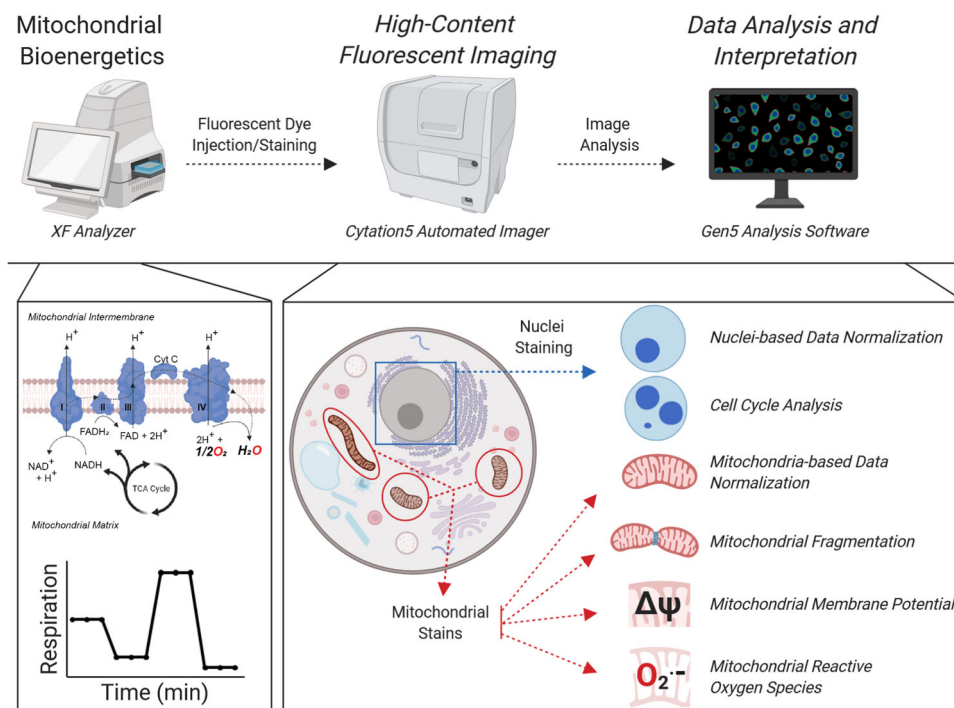 Mitochondrial
Bioenergetics
High-Content
Fluorescent Imaging
Data Analysis and
Interpretation
Fluorescent Dye
Injection/Staining
Image
Analysis
XF Analyzer
Cytation5 Automated Imager
Gen5 Analysis Software
Mitochondrial Intermembrane
H⁺ H⁺ H⁺
Cyt C
I II III IV
FADH₂ FAD + 2H⁺
2H⁺ +
1/2O₂ H₂O
NAD⁺
+ H⁺
NADH
TCA Cycle
Mitochondrial Matrix
Respiration
Time (min)
Nuclei
Staining
Mitochondrial
Stains
Nuclei-based Data Normalization
Cell Cycle Analysis
Mitochondria-based Data
Normalization
Mitochondrial Fragmentation
ΔΨ
Mitochondrial Membrane Potential
O₂·⁻
Mitochondrial Reactive
Oxygen Species